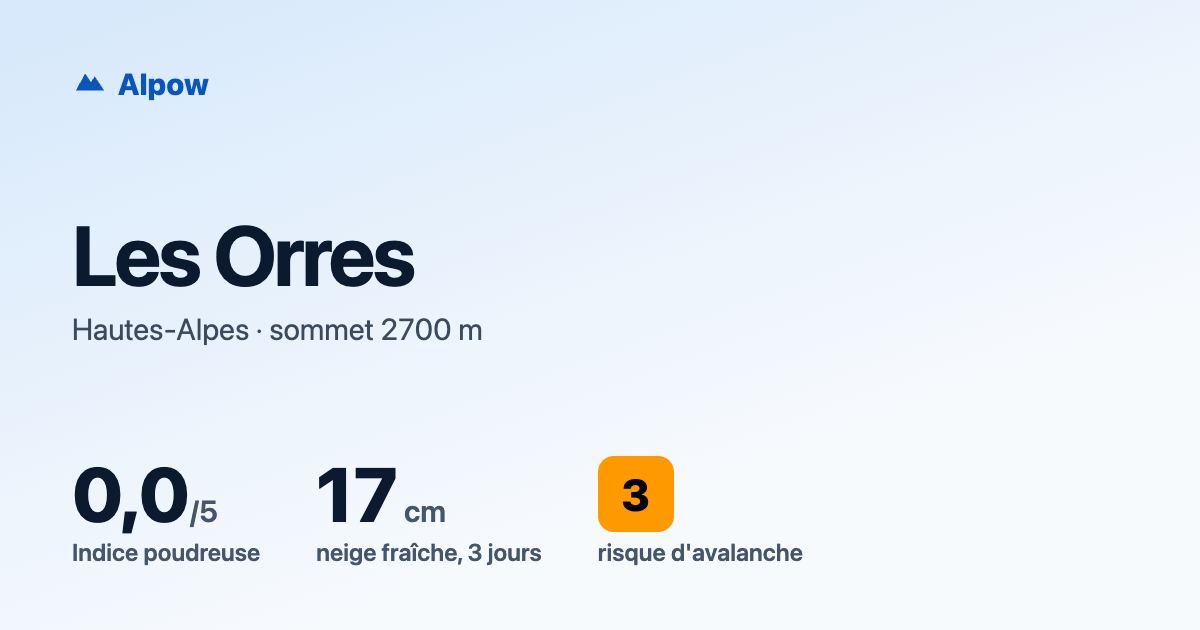 Alpow
Les Orres
Hautes-Alpes · sommet 2700 m
0,0/5
Indice poudreuse
17 cm
neige fraîche, 3 jours
3
risque d'avalanche